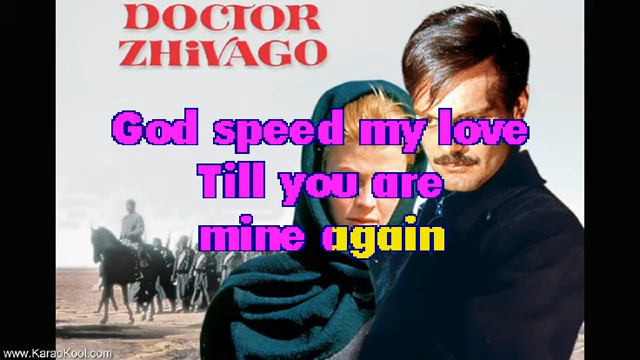 DOCTOR
ZHiVAGO
God speed my love
Till you are
mine again
www.KaraoKool.com